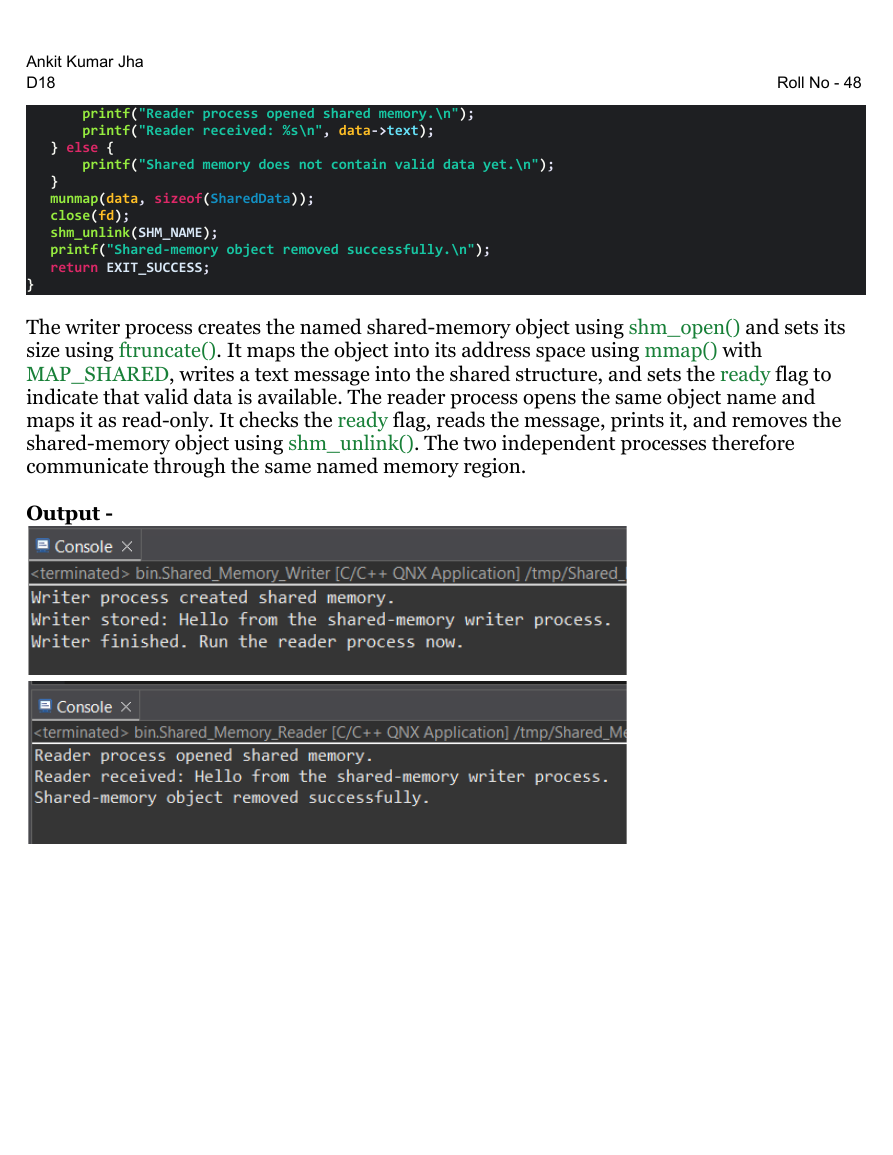 Ankit Kumar Jha
D18 Roll No - 48
printf("Reader process opened shared memory.\n");
printf("Reader received: %s\n", data->text);
} else {
printf("Shared memory does not contain valid data yet.\n");
}
munmap(data, sizeof(SharedData));
close(fd);
shm_unlink(SHM_NAME);
printf("Shared-memory object removed successfully.\n");
return EXIT_SUCCESS;
}
The writer process creates the named shared-memory object using shm_open() and sets its
size using ftruncate(). It maps the object into its address space using mmap() with
MAP_SHARED, writes a text message into the shared structure, and sets the ready flag to
indicate that valid data is available. The reader process opens the same object name and
maps it as read-only. It checks the ready flag, reads the message, prints it, and removes the
shared-memory object using shm_unlink(). The two independent processes therefore
communicate through the same named memory region.
Output -
Console ×
<terminated> bin.Shared_Memory_Writer [C/C++ QNX Application] /tmp/Shared_
Writer process created shared memory.
Writer stored: Hello from the shared-memory writer process.
Writer finished. Run the reader process now.
Console ×
<terminated> bin.Shared_Memory_Reader [C/C++ QNX Application] /tmp/Shared_Me
Reader process opened shared memory.
Reader received: Hello from the shared-memory writer process.
Shared-memory object removed successfully.